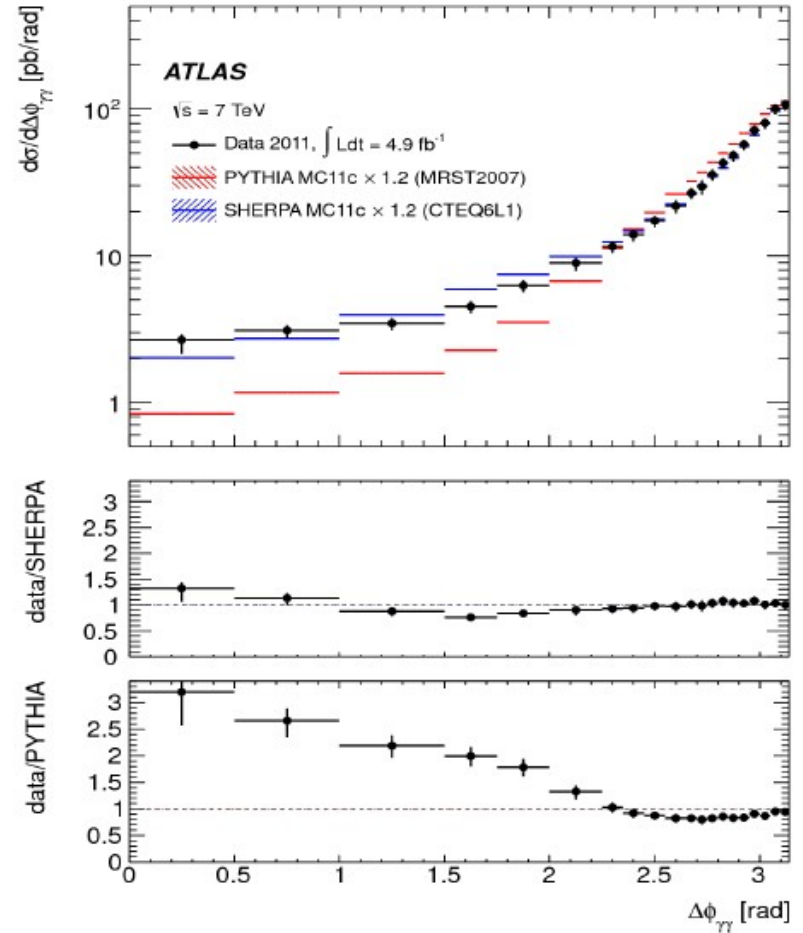 dσ/dΔϕγγ [pb/rad]
ATLAS
√s = 7 TeV
Data 2011, ∫ Ldt = 4.9 fb⁻¹
PYTHIA MC11c × 1.2 (MRST2007)
SHERPA MC11c × 1.2 (CTEQ6L1)
10²
10
1
data/SHERPA
3
2.5
2
1.5
1
0.5
0
data/PYTHIA
3
2.5
2
1.5
1
0.5
0
0 0.5 1 1.5 2 2.5 3
Δϕγγ [rad]